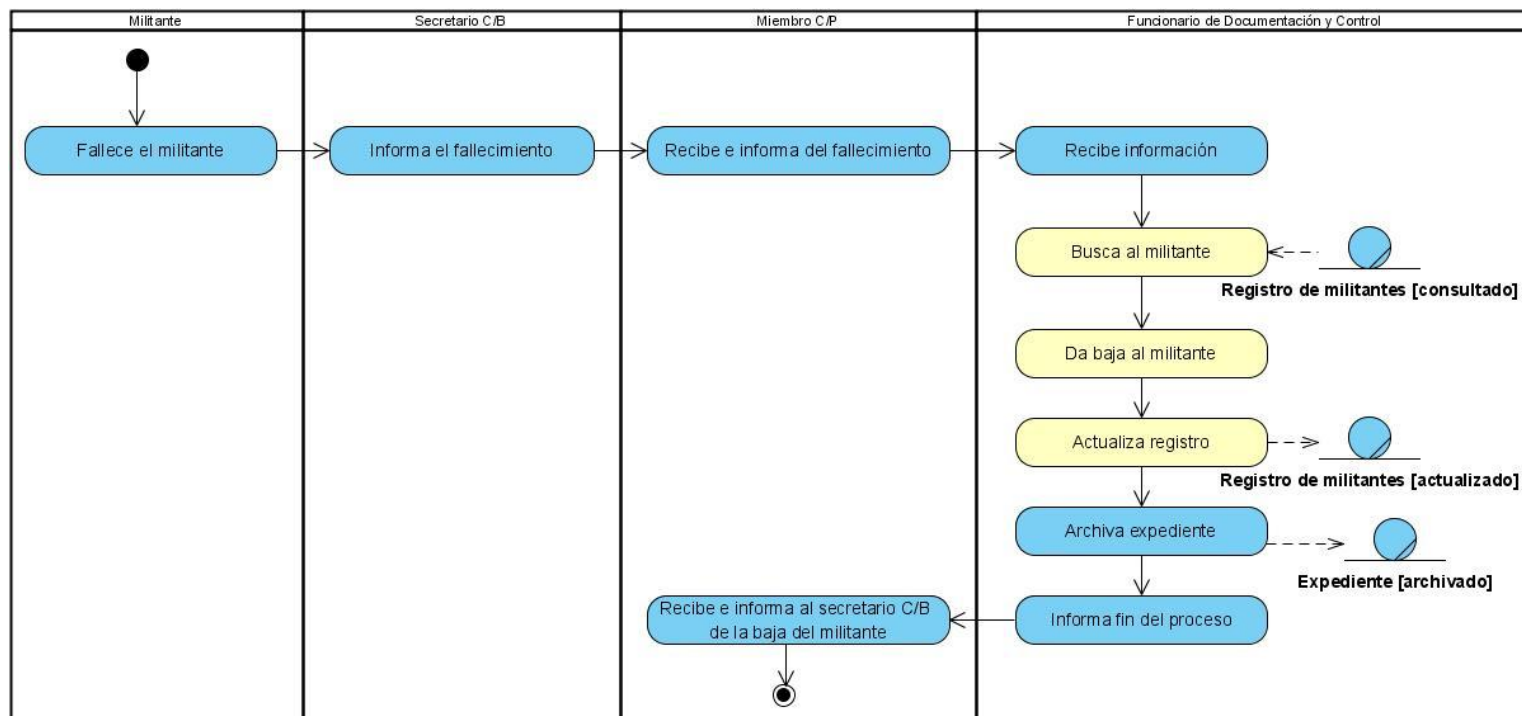 Militante
Secretario C/B
Miembro C/P
Funcionario de Documentación y Control
Fallece el militante
Informa el fallecimiento
Recibe e informa del fallecimiento
Recibe información
Busca al militante
Registro de militantes [consultado]
Da baja al militante
Actualiza registro
Registro de militantes [actualizado]
Archiva expediente
Expediente [archivado]
Recibe e informa al secretario C/B
de la baja del militante
Informa fin del proceso